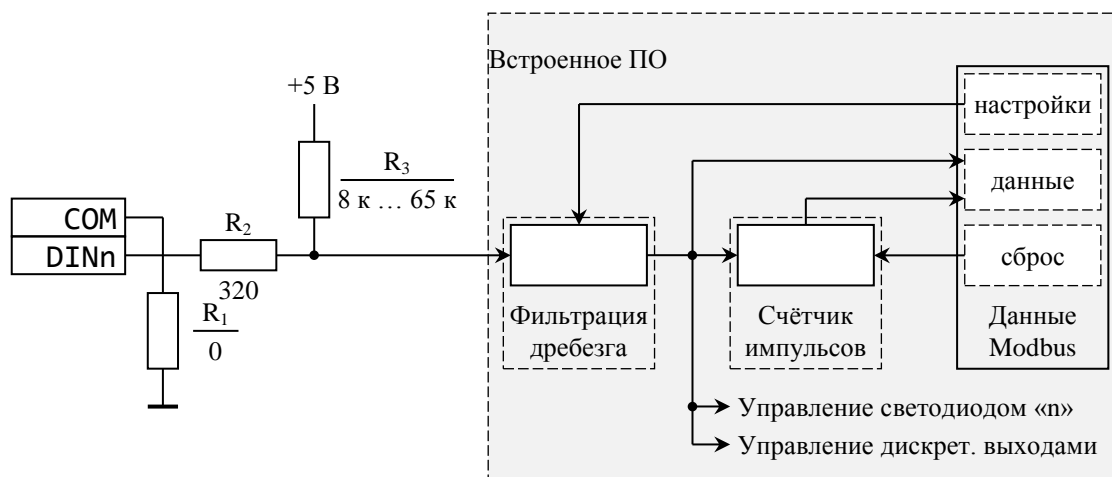 Встроенное ПО
+5 В
настройки
R3
8 к ... 65 к
данные
COM
DINn
R2
320
сброс
R1
0
Фильтрация
дребезга
Счётчик
импульсов
Данные
Modbus
Управление светодиодом «n»
Управление дискрет. выходами